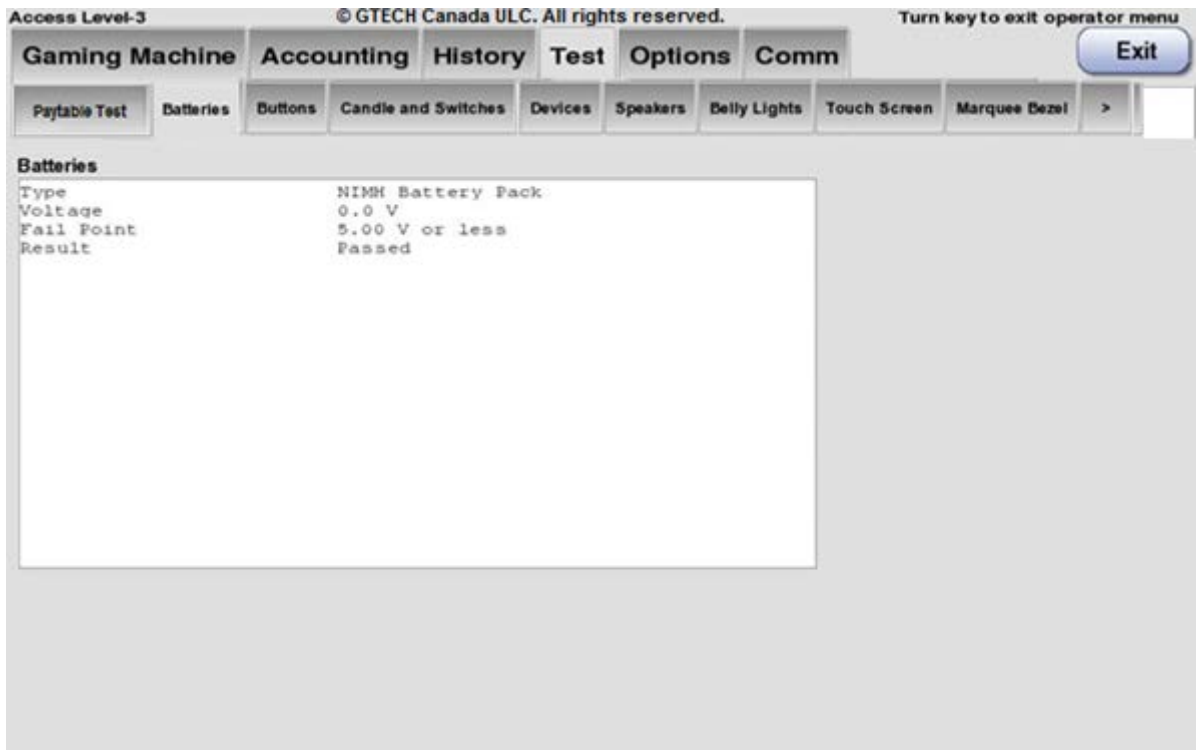 Access Level-3 © GTECH Canada ULC. All rights reserved. Turn key to exit operator menu
Gaming Machine Accounting History Test Options Comm Exit
Paytable Test Batteries Buttons Candle and Switches Devices Speakers Belly Lights Touch Screen Marquee Bezel >
Batteries
Type NIMH Battery Pack
Voltage 0.0 V
Fail Point 5.00 V or less
Result Passed